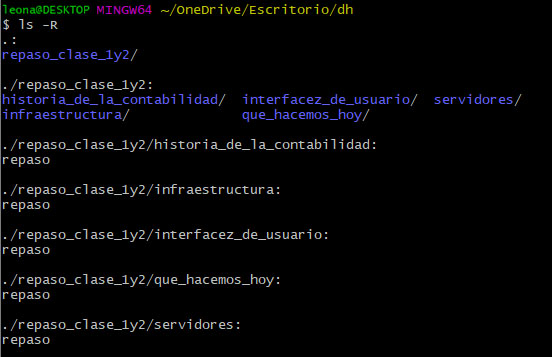 leona@DESKTOP MINGW64 ~/OneDrive/Escritorio/dh
$ ls -R
.:
repaso_clase_1y2/

./repaso_clase_1y2:
historia_de_la_contabilidad/  interfacez_de_usuario/  servidores/
infraestructura/              que_hacemos_hoy/

./repaso_clase_1y2/historia_de_la_contabilidad:
repaso

./repaso_clase_1y2/infraestructura:
repaso

./repaso_clase_1y2/interfacez_de_usuario:
repaso

./repaso_clase_1y2/que_hacemos_hoy:
repaso

./repaso_clase_1y2/servidores:
repaso